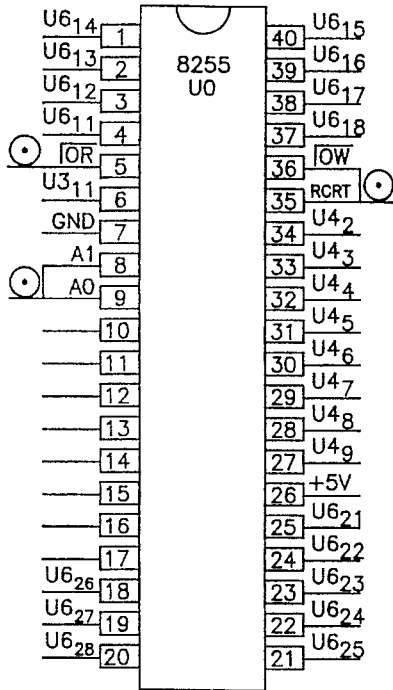 U6₁₄ 1 40 U6₁₅
U6₁₃ 2 8255 39 U6₁₆
U6₁₂ 3 U0 38 U6₁₇
U6₁₁ 4 37 U6₁₈
I̅O̅R̅ 5 36 I̅O̅W̅
U3₁₁ 6 35 RCRT
GND 7 34 U4₂
A1 8 33 U4₃
A0 9 32 U4₄
10 31 U4₅
11 30 U4₆
12 29 U4₇
13 28 U4₈
14 27 U4₉
15 26 +5V
16 25 U6₂₁
17 24 U6₂₂
U6₂₆ 18 23 U6₂₃
U6₂₇ 19 22 U6₂₄
U6₂₈ 20 21 U6₂₅